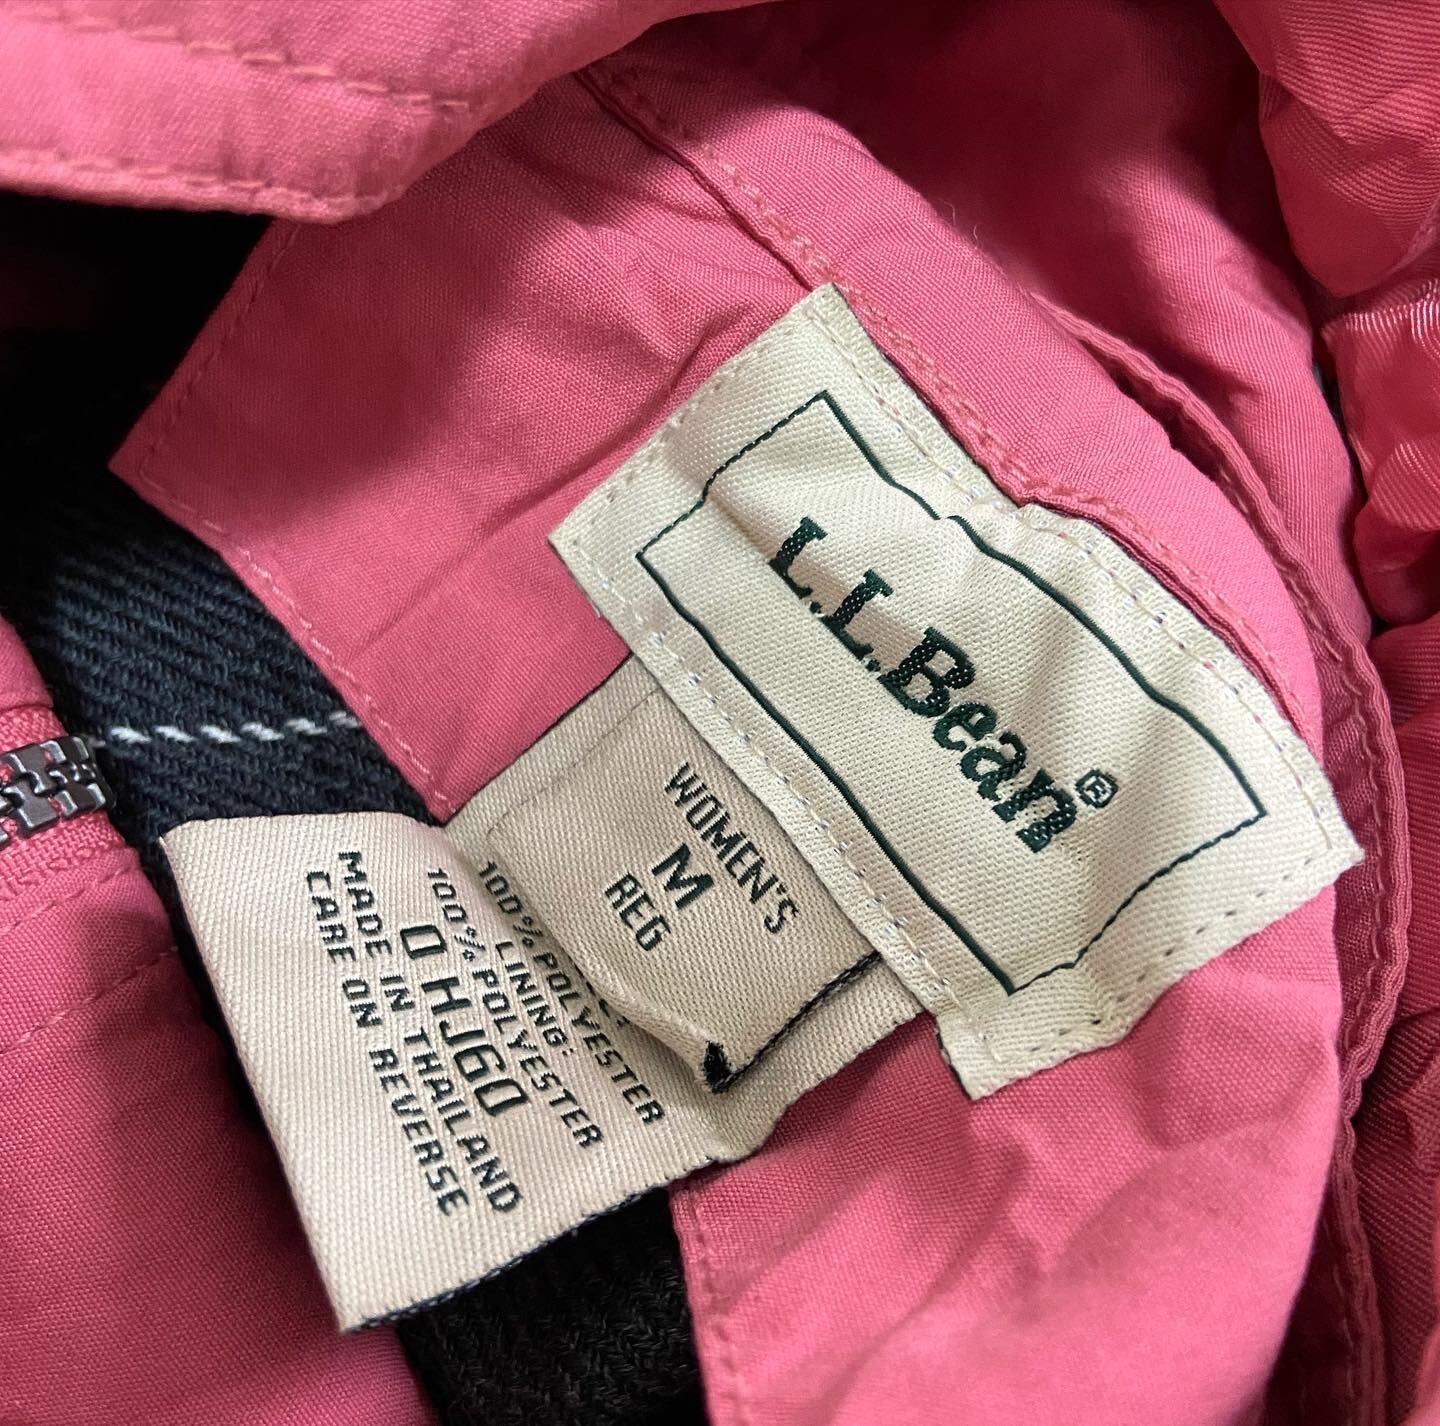 L.L.Bean®
WOMEN'S
M
REG
100% POLYESTER
LINING:
100% POLYESTER
0 HJ60
MADE IN THAILAND
CARE ON REVERSE